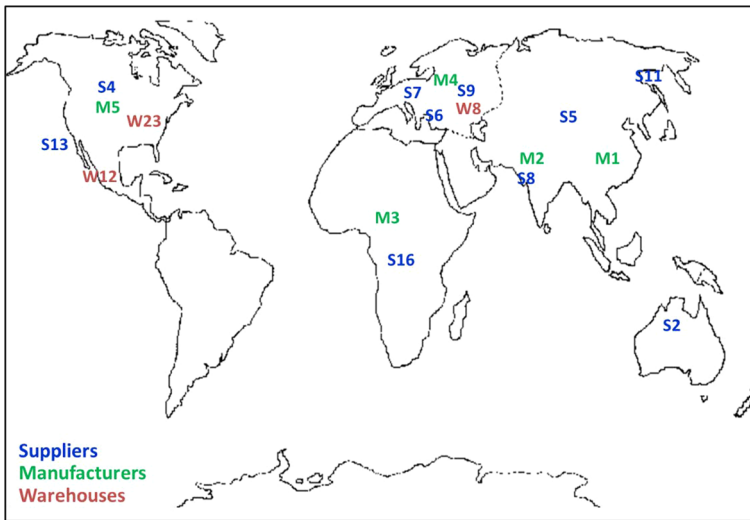 S4
M5
W23
S13
W12
M4
S7
S9
W8
S6
S11
S5
M2
S8
M1
M3
S16
S2
Suppliers
Manufacturers
Warehouses